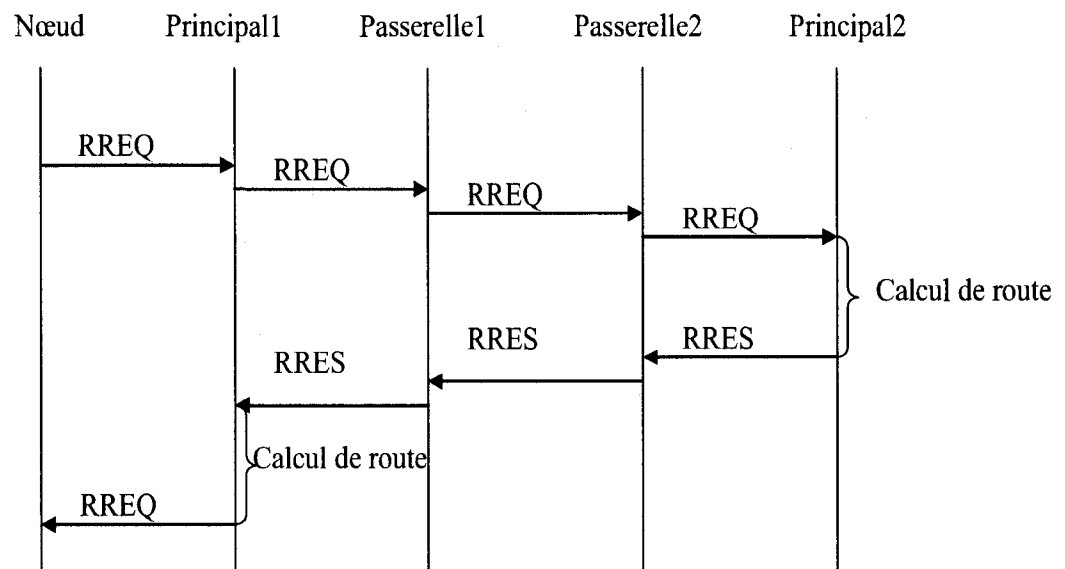 Nœud Principal1 Passerelle1 Passerelle2 Principal2
RREQ
RREQ
RREQ
RREQ
Calcul de route
RRES
RRES
RRES
Calcul de route
RREQ